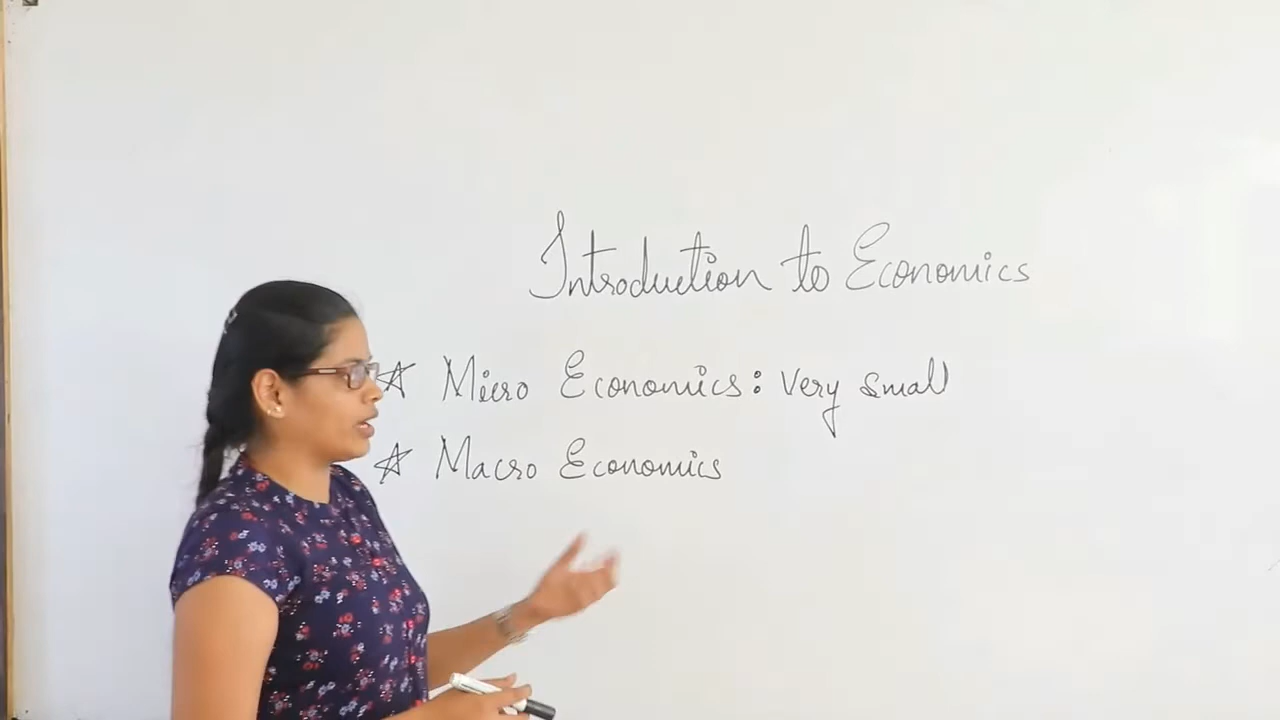 Introduction to Economics
☆ Micro Economics: Very small
☆ Macro Economics